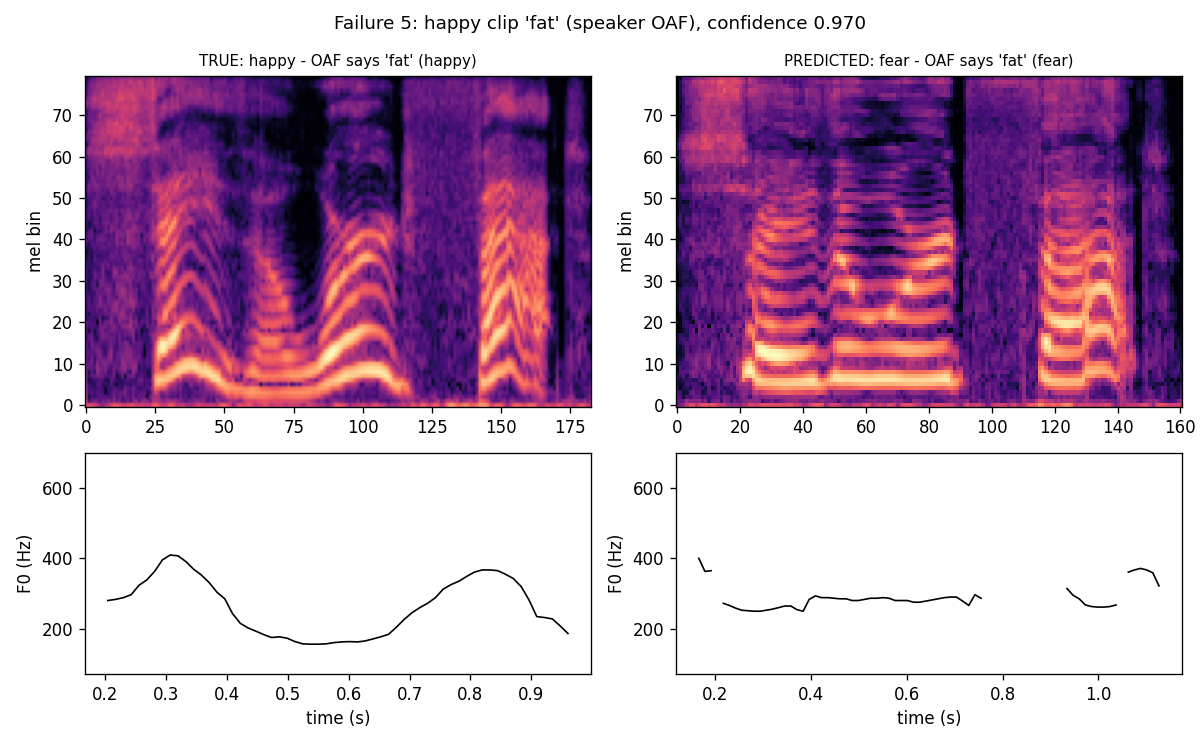 Failure 5: happy clip 'fat' (speaker OAF), confidence 0.970
TRUE: happy - OAF says 'fat' (happy)
PREDICTED: fear - OAF says 'fat' (fear)
mel bin
70
60
50
40
30
20
10
0
0 25 50 75 100 125 150 175
mel bin
70
60
50
40
30
20
10
0
0 20 40 60 80 100 120 140 160
F0 (Hz)
600
400
200
0.2 0.3 0.4 0.5 0.6 0.7 0.8 0.9
time (s)
F0 (Hz)
600
400
200
0.2 0.4 0.6 0.8 1.0
time (s)